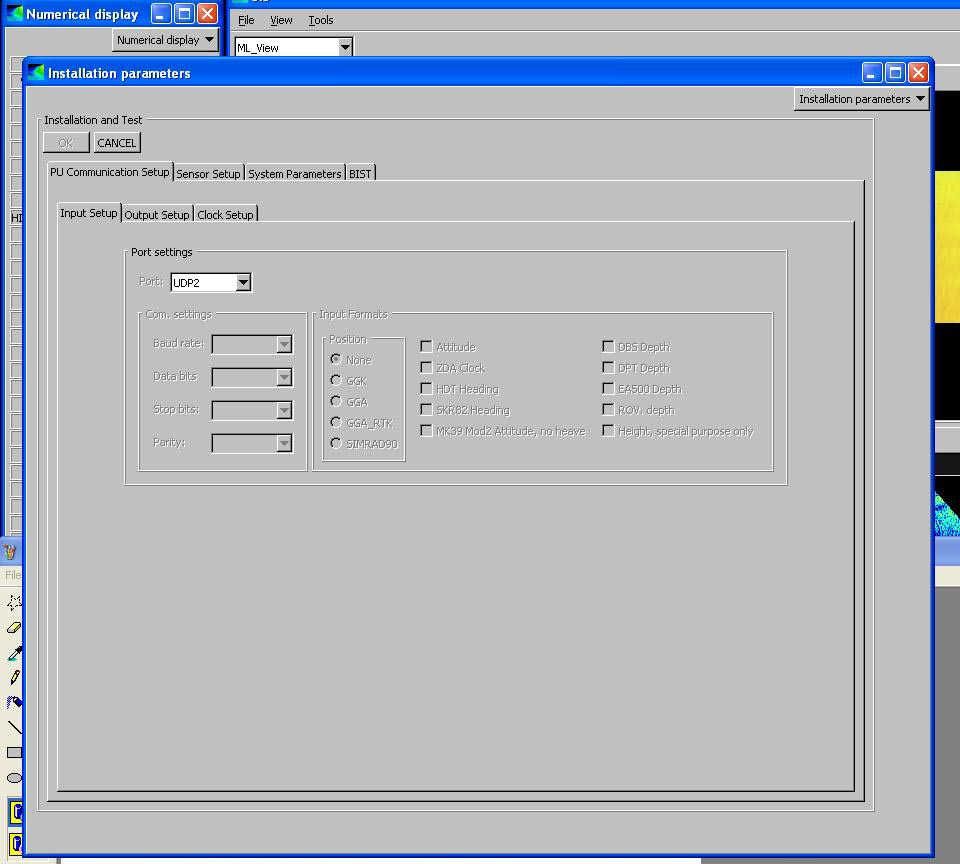 Numerical display
Numerical display
File View Tools
ML_View
Installation parameters
Installation parameters
Installation and Test
OK CANCEL
PU Communication Setup Sensor Setup System Parameters BIST
Input Setup Output Setup Clock Setup
HI
Port settings
Port: UDP2
Com. settings
Baud rate:
Data bits
Stop bits:
Parity:
Input Formats
Position
None
GGK
GGA
GGA_RTK
SIMRAD90
Attitude
ZDA Clock
HDT Heading
SKR82 Heading
MK39 Mod2 Attitude, no heave
DBS Depth
DPT Depth
EA500 Depth
ROV. depth
Height, special purpose only
File